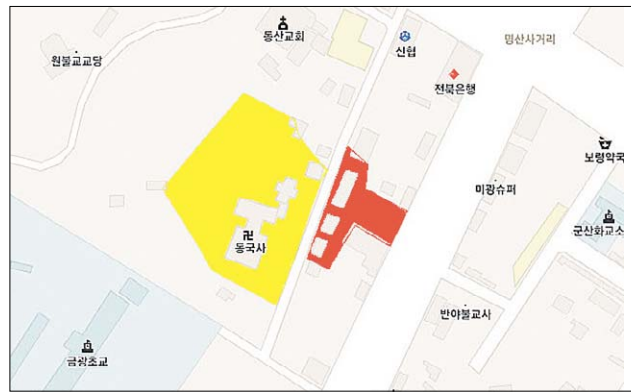 동산교회
신협
명산사거리
원불교교당
전북은행
보령약국
미광슈퍼
군산화교소
동국사
반야불교사
금광초교